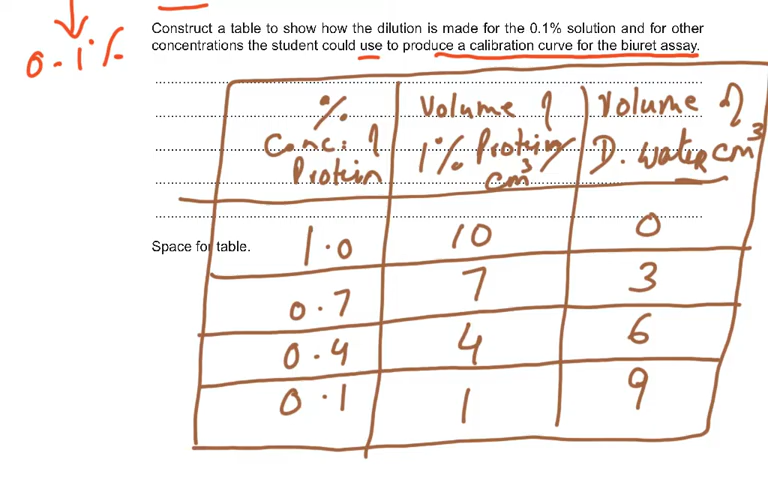 0.1%
Construct a table to show how the dilution is made for the 0.1% solution and for other
concentrations the student could use to produce a calibration curve for the biuret assay.
% Conc: of Protein | Volume of 1% Protein/ cm³ | Volume of D. water cm³
Space for table.
1.0 | 10 | 0
0.7 | 7 | 3
0.4 | 4 | 6
0.1 | 1 | 9